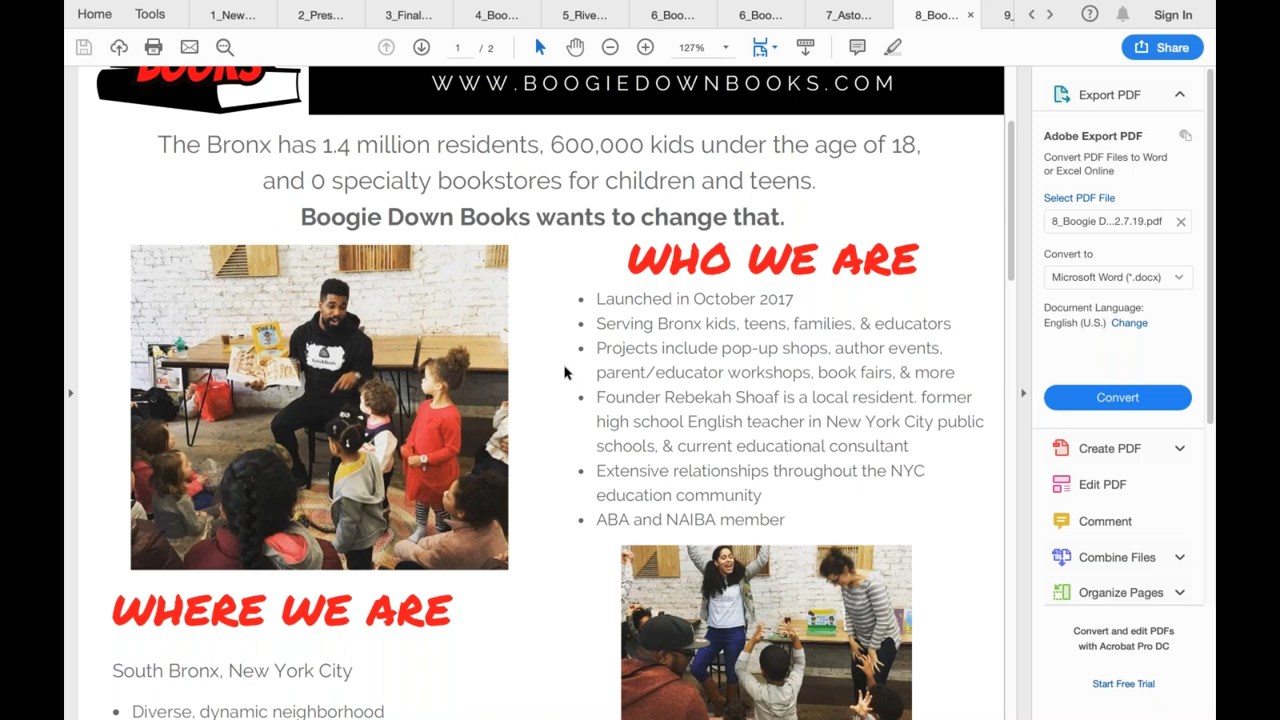 Home Tools 1_New... 2_Pres... 3_Final... 4_Boo... 5_Rive... 6_Boo... 6_Boo... 7_Asto... 8_Boo... × 9_ ? Sign In
1 / 2 127% Share
BOOKS
WWW.BOOGIEDOWNBOOKS.COM
The Bronx has 1.4 million residents, 600,000 kids under the age of 18,
and 0 specialty bookstores for children and teens.
Boogie Down Books wants to change that.
WHO WE ARE
• Launched in October 2017
• Serving Bronx kids, teens, families, & educators
• Projects include pop-up shops, author events,
parent/educator workshops, book fairs, & more
• Founder Rebekah Shoaf is a local resident. former
high school English teacher in New York City public
schools, & current educational consultant
• Extensive relationships throughout the NYC
education community
• ABA and NAIBA member
WHERE WE ARE
South Bronx, New York City
• Diverse, dynamic neighborhood
Export PDF
Adobe Export PDF
Convert PDF Files to Word
or Excel Online
Select PDF File
8_Boogie D...2.7.19.pdf
Convert to
Microsoft Word (*.docx)
Document Language:
English (U.S.) Change
Convert
Create PDF
Edit PDF
Comment
Combine Files
Organize Pages
Convert and edit PDFs
with Acrobat Pro DC
Start Free Trial